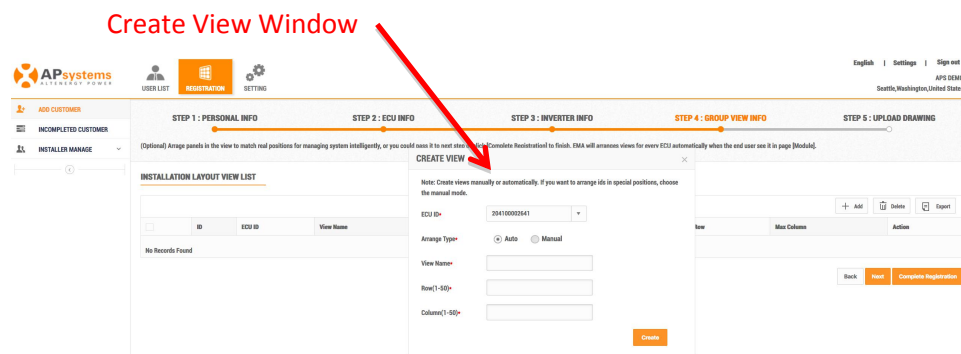 Create View Window
APsystems
ALTENERGY POWER
USER LIST
REGISTRATION
SETTING
English | Settings | Sign out
APS DEM
Seattle,Washington,United State
ADD CUSTOMER
INCOMPLETED CUSTOMER
INSTALLER MANAGE
STEP 1 : PERSONAL INFO
STEP 2 : ECU INFO
STEP 3 : INVERTER INFO
STEP 4 : GROUP VIEW INFO
STEP 5 : UPLOAD DRAWING
(Optional) Arrange panels in the view to match real positions for managing system intelligently, or you could pass it to next step click [Complete Registration] to finish. EMA will arrange views for every ECU automatically when the end user see it in page [Module].
INSTALLATION LAYOUT VIEW LIST
+ Add
Delete
Export
ID
ECU ID
View Name
Row
Max Column
Action
No Records Found
Back
Next
Complete Registration
CREATE VIEW
×
Note: Create views manually or automatically. If you want to arrange ids in special positions, choose
the manual mode.
ECU ID•
204100002641
Arrange Type•
Auto
Manual
View Name•
Row(1-50)•
Column(1-50)•
Create